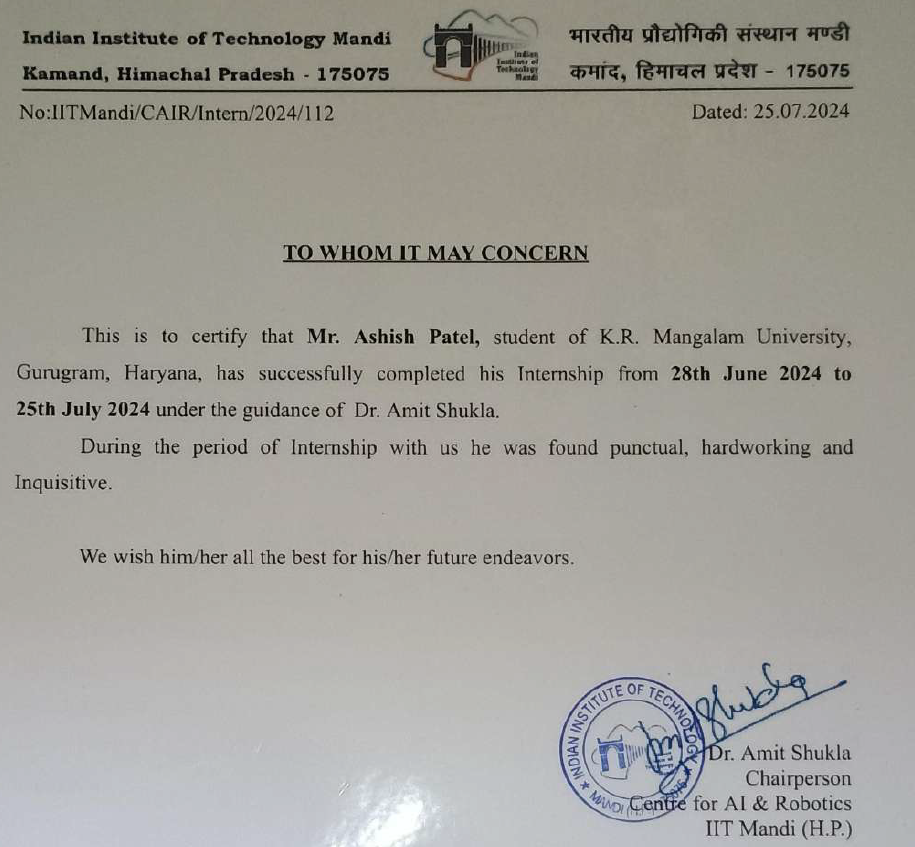 Indian Institute of Technology Mandi
Kamand, Himachal Pradesh - 175075
Indian
Institute of
Technology
Mandi
भारतीय प्रौद्योगिकी संस्थान मण्डी
कमांद, हिमाचल प्रदेश - 175075
No:IITMandi/CAIR/Intern/2024/112
Dated: 25.07.2024
TO WHOM IT MAY CONCERN
This is to certify that Mr. Ashish Patel, student of K.R. Mangalam University,
Gurugram, Haryana, has successfully completed his Internship from 28th June 2024 to
25th July 2024 under the guidance of Dr. Amit Shukla.
During the period of Internship with us he was found punctual, hardworking and
Inquisitive.
We wish him/her all the best for his/her future endeavors.
INDIAN INSTITUTE OF TECHNOLOGY
MANDI
Shukla
Dr. Amit Shukla
Chairperson
Centre for AI & Robotics
IIT Mandi (H.P.)